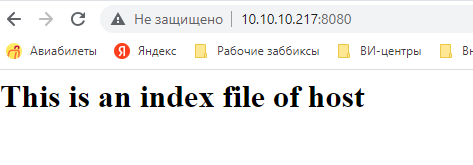 Не защищено | 10.10.10.217:8080
Авиабилеты Яндекс Рабочие заббиксы ВИ-центры
This is an index file of host